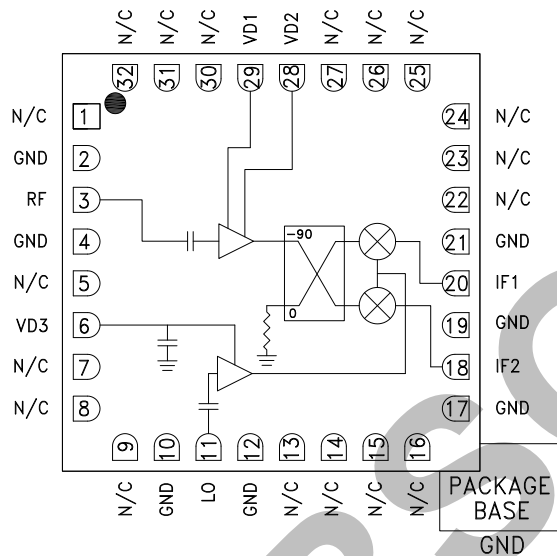 N/C N/C N/C VD1 VD2 N/C N/C N/C
32 31 30 29 28 27 26 25
N/C 1 24 N/C
GND 2 23 N/C
RF 3 22 N/C
GND 4 21 GND
-90
N/C 5 20 IF1
0
VD3 6 19 GND
N/C 7 18 IF2
N/C 8 17 GND
9 10 11 12 13 14 15 16
N/C GND LO GND N/C N/C N/C N/C
PACKAGE
BASE
GND